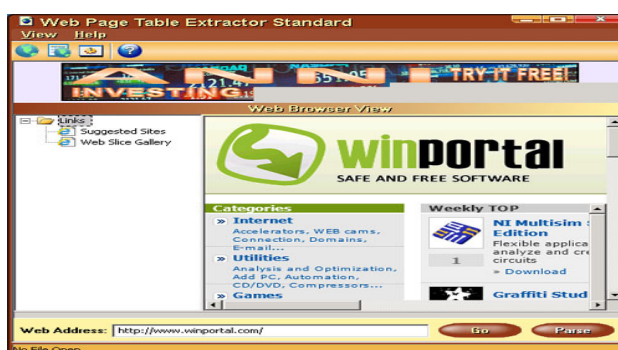 Web Page Table Extractor Standard
View Help
INVESTING
TRY IT FREE!
Web Browser View
Links
Suggested Sites
Web Slice Gallery
winportal
SAFE AND FREE SOFTWARE
Categories
» Internet
Accelerators, WEB cams,
Connection, Domains,
E-mail...
» Utilities
Analysis and Optimization,
Add PC, Automation,
CD/DVD, Compressors...
» Games
Weekly TOP
NI Multisim
Edition
Flexible applica
analyze and cre
circuits
1
» Download
Graffiti Stud
Web Address: http://www.winportal.com/
Go Parse
No File Open